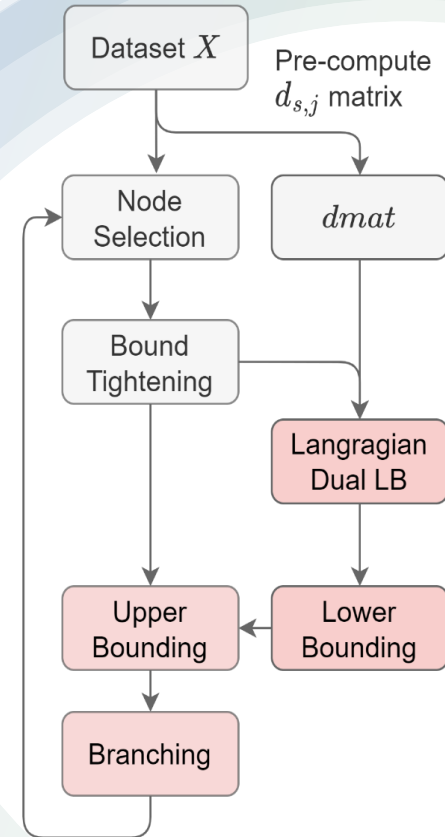 Dataset X
Pre-compute
d_{s,j} matrix
Node
Selection
dmat
Bound
Tightening
Langragian
Dual LB
Upper
Bounding
Lower
Bounding
Branching